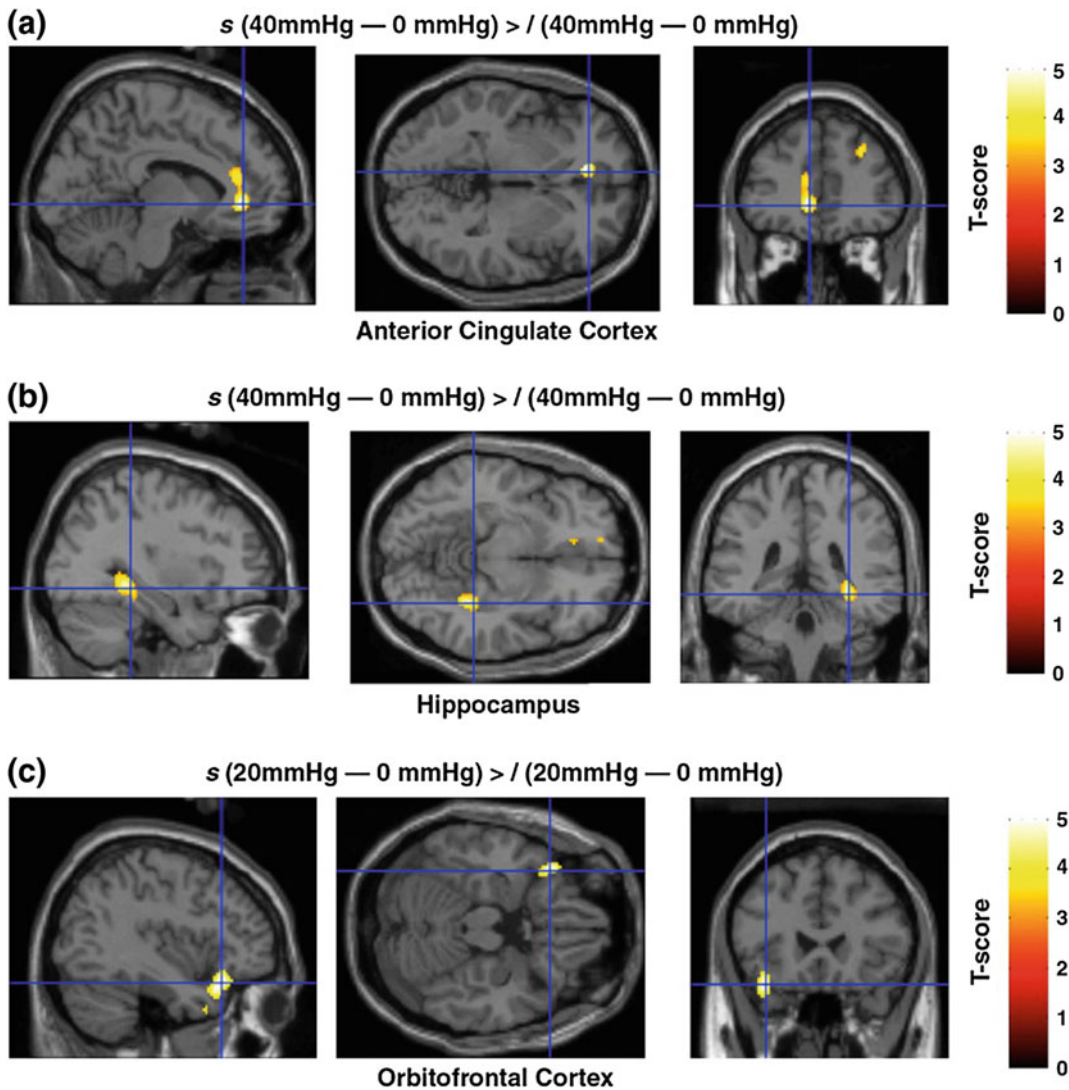 (a)
s (40mmHg — 0 mmHg) > / (40mmHg — 0 mmHg)
5
4
3
2
1
0
T-score
Anterior Cingulate Cortex
(b)
s (40mmHg — 0 mmHg) > / (40mmHg — 0 mmHg)
5
4
3
2
1
0
T-score
Hippocampus
(c)
s (20mmHg — 0 mmHg) > / (20mmHg — 0 mmHg)
5
4
3
2
1
0
T-score
Orbitofrontal Cortex